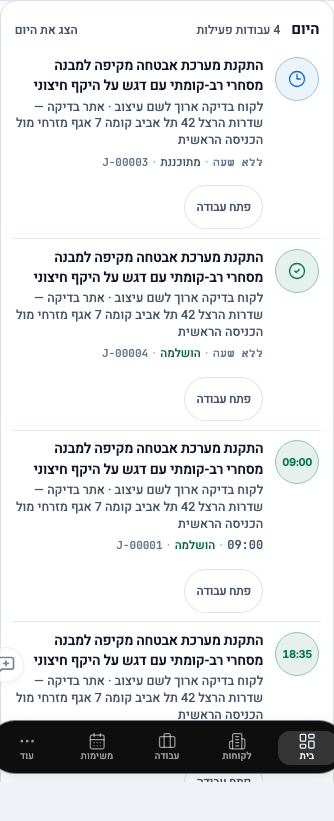 היום 4 עבודות פעילות הצג את היום
התקנת מערכת אבטחה מקיפה למבנה
מסחרי רב-קומתי עם דגש על היקף חיצוני
לקוח בדיקה ארוך לשם עיצוב · אתר בדיקה –
שדרות הרצל 42 תל אביב קומה 7 אגף מזרחי מול
הכניסה הראשית
ללא שעה · מתוכננת · J-00003
פתח עבודה
התקנת מערכת אבטחה מקיפה למבנה
מסחרי רב-קומתי עם דגש על היקף חיצוני
לקוח בדיקה ארוך לשם עיצוב · אתר בדיקה –
שדרות הרצל 42 תל אביב קומה 7 אגף מזרחי מול
הכניסה הראשית
ללא שעה · הושלמה · J-00004
פתח עבודה
09:00
התקנת מערכת אבטחה מקיפה למבנה
מסחרי רב-קומתי עם דגש על היקף חיצוני
לקוח בדיקה ארוך לשם עיצוב · אתר בדיקה –
שדרות הרצל 42 תל אביב קומה 7 אגף מזרחי מול
הכניסה הראשית
09:00 · הושלמה · J-00001
פתח עבודה
18:35
התקנת מערכת אבטחה מקיפה למבנה
מסחרי רב-קומתי עם דגש על היקף חיצוני
לקוח בדיקה ארוך לשם עיצוב · אתר בדיקה –
שדרות הרצל 42 תל אביב קומה 7 אגף מזרחי מול
הכניסה הראשית
בית לקוחות עבודה משימות עוד
פתח עבודה